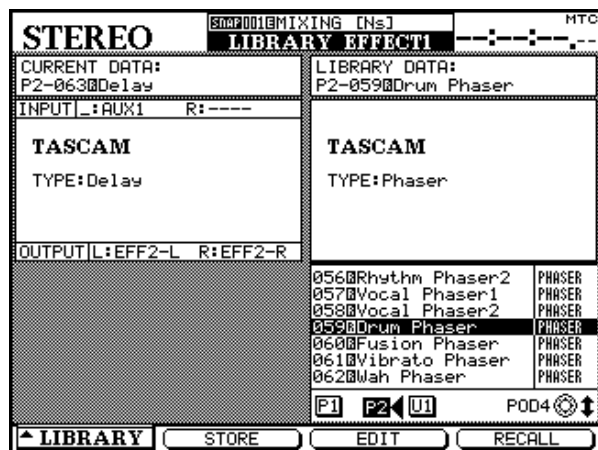 STEREO
SNAP001 MIXING [Ns]
LIBRARY EFFECT1
MTC
--:--:--.--
CURRENT DATA:
P2-063 Delay
INPUT _:AUX1 R:----
TASCAM
TYPE:Delay
OUTPUT L:EFF2-L R:EFF2-R
LIBRARY DATA:
P2-059 Drum Phaser
TASCAM
TYPE:Phaser
056 Rhythm Phaser2 PHASER
057 Vocal Phaser1 PHASER
058 Vocal Phaser2 PHASER
059 Drum Phaser PHASER
060 Fusion Phaser PHASER
061 Vibrato Phaser PHASER
062 Wah Phaser PHASER
P1 P2 U1 POD4
LIBRARY STORE EDIT RECALL